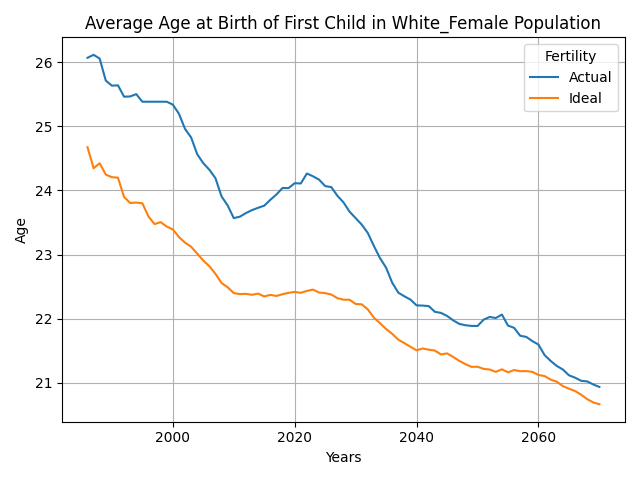 Average Age at Birth of First Child in White_Female Population
Fertility
Actual
Ideal
26
25
24
23
22
21
Age
2000
2020
2040
2060
Years